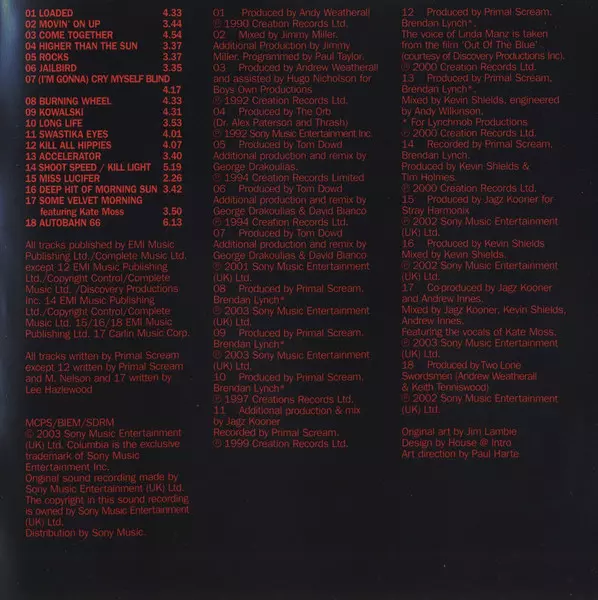 01 LOADED 4.33
02 MOVIN' ON UP 3.44
03 COME TOGETHER 4.54
04 HIGHER THAN THE SUN 3.37
05 ROCKS 3.37
06 JAILBIRD 3.35
07 (I'M GONNA) CRY MYSELF BLIND
4.17
08 BURNING WHEEL 4.33
09 KOWALSKI 4.31
10 LONG LIFE 3.53
11 SWASTIKA EYES 4.01
12 KILL ALL HIPPIES 4.07
13 ACCELERATOR 3.40
14 SHOOT SPEED / KILL LIGHT 5.19
15 MISS LUCIFER 2.26
16 DEEP HIT OF MORNING SUN 3.42
17 SOME VELVET MORNING
featuring Kate Moss 3.50
18 AUTOBAHN 66 6.13
All tracks published by EMI Music
Publishing Ltd./Complete Music Ltd.
except 12 EMI Music Publishing
Ltd./Copyright Control/Complete
Music Ltd. /Discovery Productions
Inc. 14 EMI Music Publishing
Ltd./Copyright Control/Complete
Music Ltd. 15/16/18 EMI Music
Publishing Ltd. 17 Carlin Music Corp.
All tracks written by Primal Scream
except 12 written by Primal Scream
and M. Nelson and 17 written by
Lee Hazlewood
MCPS/BIEM/SDRM
℗ 2003 Sony Music Entertainment
(UK) Ltd. Columbia is the exclusive
trademark of Sony Music
Entertainment Inc.
Original sound recording made by
Sony Music Entertainment (UK) Ltd.
The copyright in this sound recording
is owned by Sony Music Entertainment
(UK) Ltd.
Distribution by Sony Music.
01 Produced by Andy Weatherall
℗ 1990 Creation Records Ltd.
02 Mixed by Jimmy Miller.
Additional Production by Jimmy
Miller. Programmed by Paul Taylor.
03 Produced by Andrew Weatherall
and assisted by Hugo Nicholson for
Boys Own Productions
℗ 1992 Creation Records Ltd.
04 Produced by The Orb
(Dr. Alex Paterson and Thrash)
℗ 1992 Sony Music Entertainment Inc
05 Produced by Tom Dowd
Additional production and remix by
George Drakoulias.
℗ 1994 Creation Records Limited
06 Produced by Tom Dowd
Additional production and remix by
George Drakoulias & David Bianco
℗ 1994 Creation Records Ltd.
07 Produced by Tom Dowd
Additional production and remix by
George Drakoulias & David Bianco
℗ 2001 Sony Music Entertainment
(UK) Ltd.
08 Produced by Primal Scream,
Brendan Lynch*
℗ 2003 Sony Music Entertainment
(UK) Ltd.
09 Produced by Primal Scream.
Brendan Lynch*
℗ 2003 Sony Music Entertainment
(UK) Ltd.
10 Produced by Primal Scream,
Brendan Lynch*
℗ 1997 Creations Records Ltd.
11 Additional production & mix
by Jagz Kooner
Recorded by Primal Scream.
℗ 1999 Creation Records Ltd.
12 Produced by Primal Scream,
Brendan Lynch*.
The voice of Linda Manz is taken
from the film 'Out Of The Blue'
(courtesy of Discovery Productions Inc).
℗ 2000 Creation Records Ltd.
13 Produced by Primal Scream,
Brendan Lynch*.
Mixed by Kevin Shields, engineered
by Andy Wilkinson.
* For Lynchmob Productions
℗ 2000 Creation Records Ltd.
14 Recorded by Primal Scream,
Brendan Lynch.
Produced by Kevin Shields &
Tim Holmes.
℗ 2000 Creation Records Ltd.
15 Produced by Jagz Kooner for
Stray Harmonix
℗ 2002 Sony Music Entertainment
(UK) Ltd.
16 Produced by Kevin Shields
Mixed by Kevin Shields.
℗ 2002 Sony Music Entertainment
(UK) Ltd.
17 Co-produced by Jagz Kooner
and Andrew Innes.
Mixed by Jagz Kooner, Kevin Shields,
Andrew Innes.
Featuring the vocals of Kate Moss.
℗ 2003 Sony Music Entertainment
(UK) Ltd.
18 Produced by Two Lone
Swordsmen (Andrew Weatherall
& Keith Tenniswood)
℗ 2002 Sony Music Entertainment
(UK) Ltd.
Original art by Jim Lambie
Design by House @ Intro
Art direction by Paul Harte